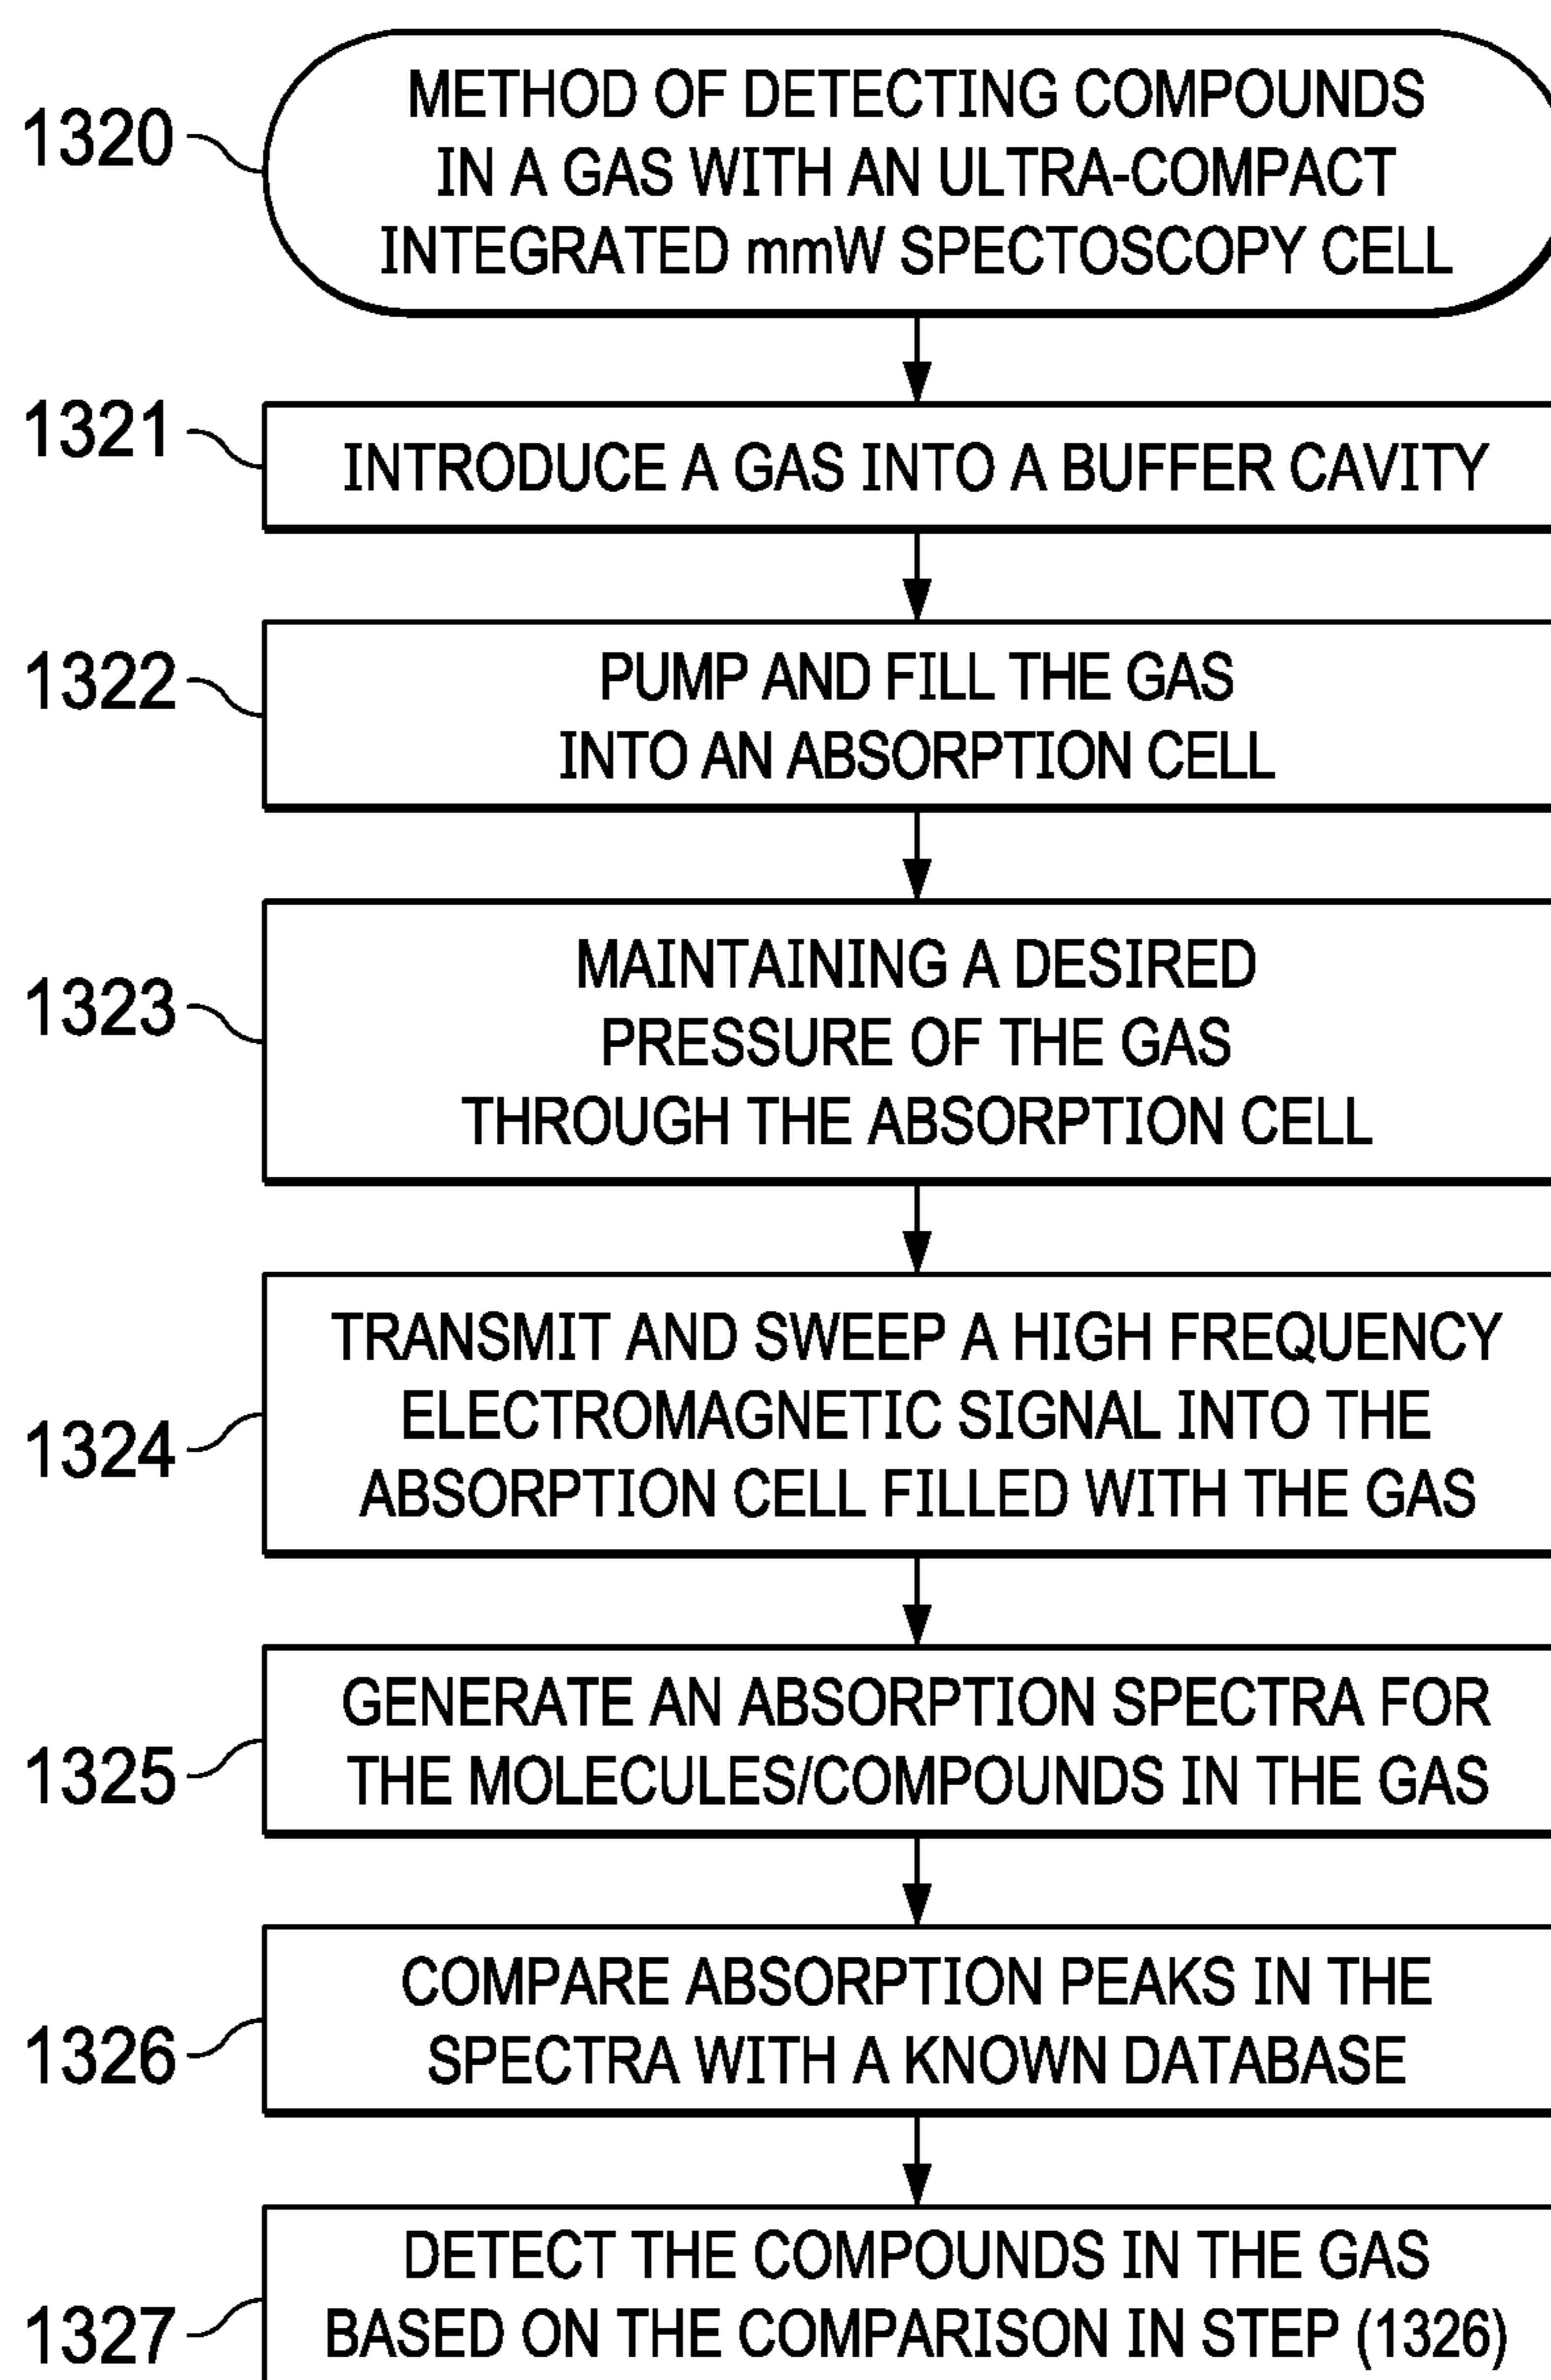 1320
METHOD OF DETECTING COMPOUNDS
IN A GAS WITH AN ULTRA-COMPACT
INTEGRATED mmW SPECTOSCOPY CELL
1321
INTRODUCE A GAS INTO A BUFFER CAVITY
1322
PUMP AND FILL THE GAS
INTO AN ABSORPTION CELL
1323
MAINTAINING A DESIRED
PRESSURE OF THE GAS
THROUGH THE ABSORPTION CELL
1324
TRANSMIT AND SWEEP A HIGH FREQUENCY
ELECTROMAGNETIC SIGNAL INTO THE
ABSORPTION CELL FILLED WITH THE GAS
1325
GENERATE AN ABSORPTION SPECTRA FOR
THE MOLECULES/COMPOUNDS IN THE GAS
1326
COMPARE ABSORPTION PEAKS IN THE
SPECTRA WITH A KNOWN DATABASE
1327
DETECT THE COMPOUNDS IN THE GAS
BASED ON THE COMPARISON IN STEP (1326)